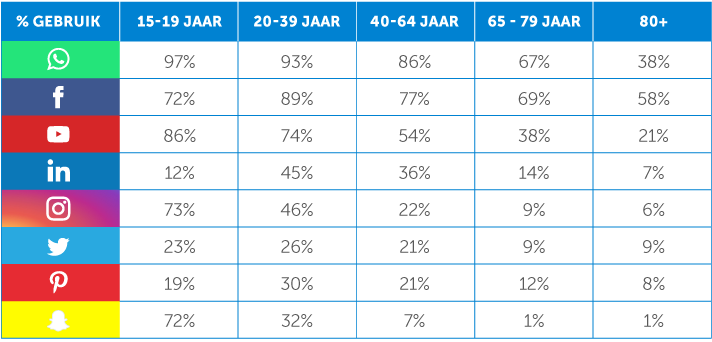 % GEBRUIK 15-19 JAAR 20-39 JAAR 40-64 JAAR 65 - 79 JAAR 80+
97% 93% 86% 67% 38%
f 72% 89% 77% 69% 58%
86% 74% 54% 38% 21%
in 12% 45% 36% 14% 7%
73% 46% 22% 9% 6%
23% 26% 21% 9% 9%
19% 30% 21% 12% 8%
72% 32% 7% 1% 1%